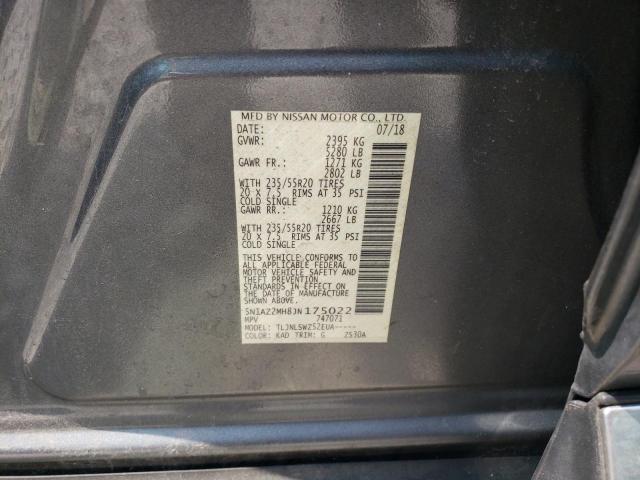 MFD BY NISSAN MOTOR CO., LTD.
DATE: 07/18
GVWR: 2395 KG
5280 LB
GAWR FR.: 1271 KG
2802 LB
WITH 235/55R20 TIRES
20 X 7.5 RIMS AT 35 PSI
COLD SINGLE
GAWR RR.: 1210 KG
2667 LB
WITH 235/55R20 TIRES
20 X 7.5 RIMS AT 35 PSI
COLD SINGLE
THIS VEHICLE CONFORMS TO
ALL APPLICABLE FEDERAL
MOTOR VEHICLE SAFETY AND
THEFT PREVENTION
STANDARDS IN EFFECT ON THE
DATE OF MANUFACTURE
SHOWN ABOVE.
5N1AZ2MH8JN175022
MPV 747071
MODEL: TLJNLSWZ52EUA-----
COLOR: KAD TRIM: G Z530A